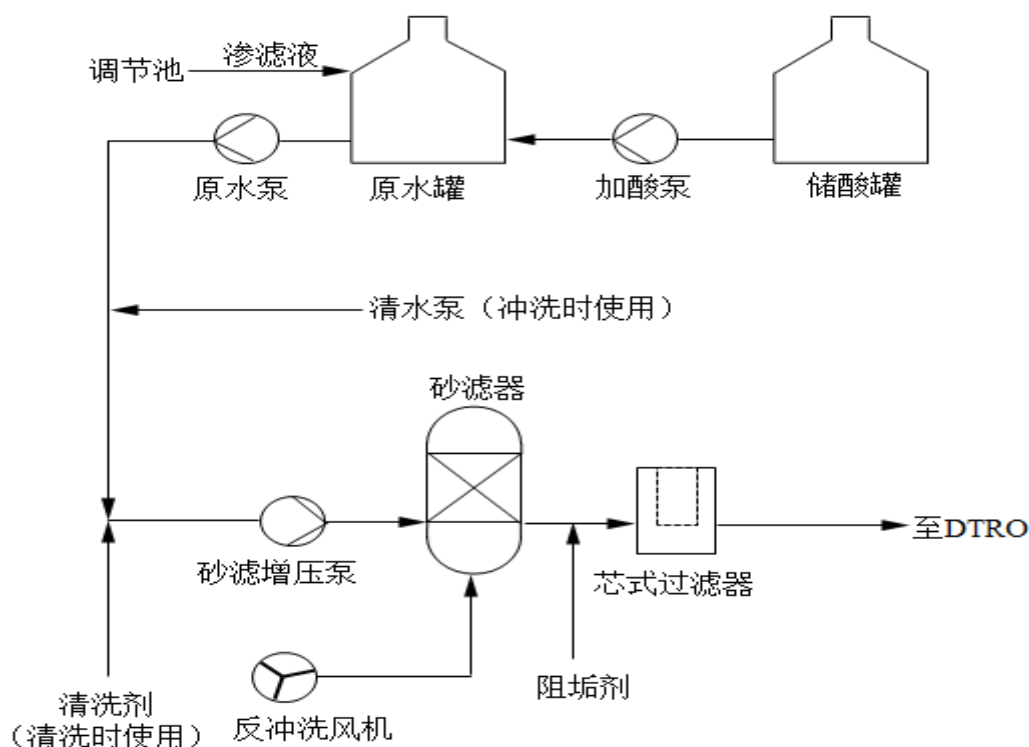 渗滤液
调节池
原水泵
原水罐
加酸泵
储酸罐
清水泵（冲洗时使用）
砂滤器
至DTRO
砂滤增压泵
芯式过滤器
阻垢剂
清洗剂
（清洗时使用）
反冲洗风机